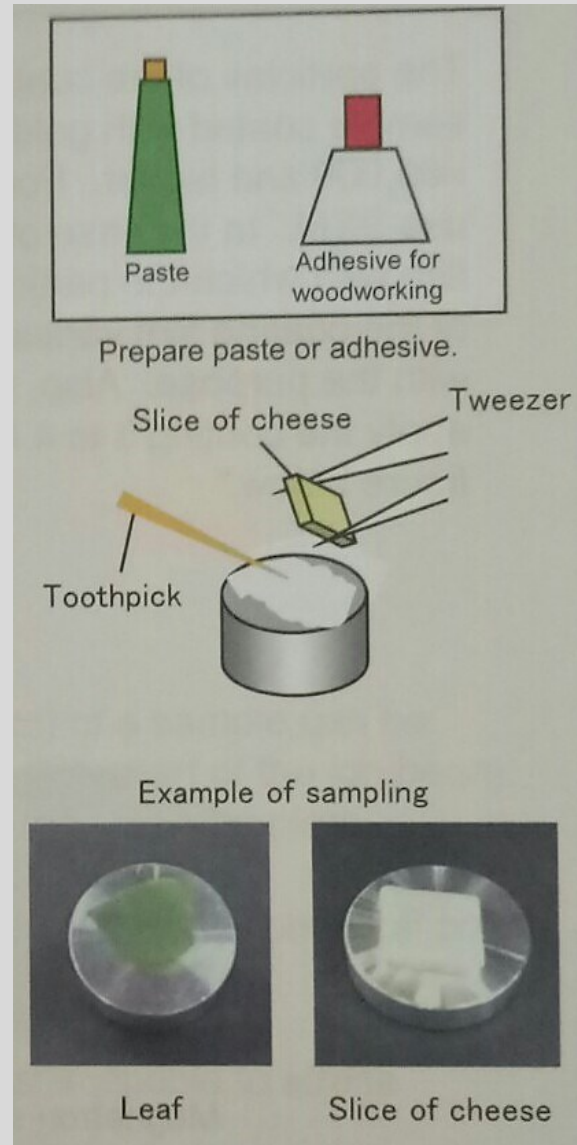 Paste
Adhesive for
woodworking
Prepare paste or adhesive.
Slice of cheese
Tweezer
Toothpick
Example of sampling
Leaf
Slice of cheese